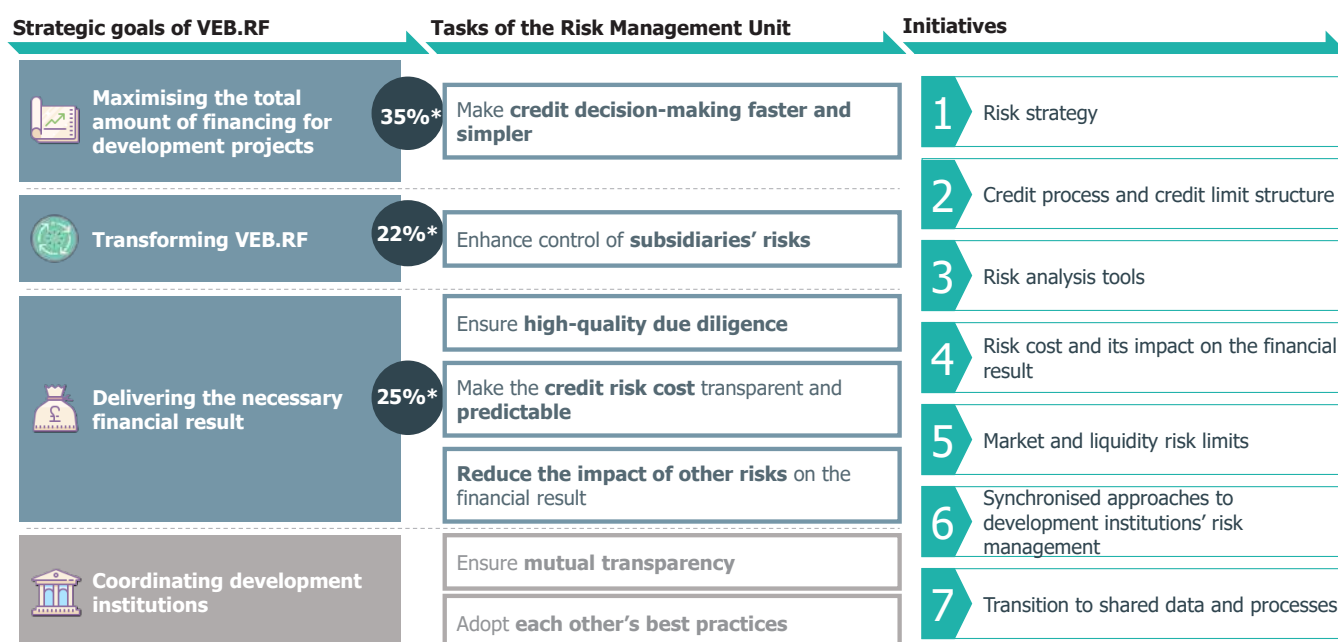 Strategic goals of VEB.RF
Tasks of the Risk Management Unit
Initiatives
Maximising the total
amount of financing for
development projects
35%*
Make credit decision-making faster and
simpler
Transforming VEB.RF
22%*
Enhance control of subsidiaries’ risks
Delivering the necessary
financial result
25%*
Ensure high-quality due diligence
Make the credit risk cost transparent and
predictable
Reduce the impact of other risks on the
financial result
Coordinating development
institutions
Ensure mutual transparency
Adopt each other’s best practices
1
Risk strategy
2
Credit process and credit limit structure
3
Risk analysis tools
4
Risk cost and its impact on the financial
result
5
Market and liquidity risk limits
6
Synchronised approaches to
development institutions’ risk
management
7
Transition to shared data and processes